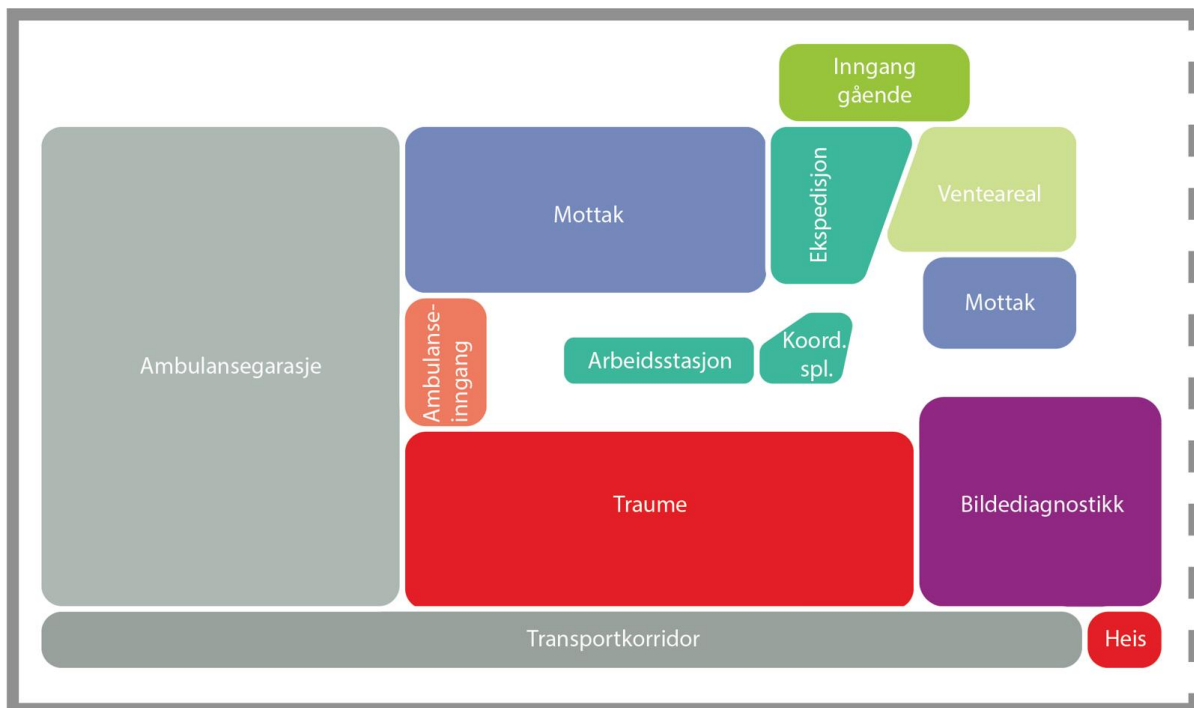 Inngang
gående
Mottak
Ekspedisjon
Venteareal
Mottak
Ambulansegarasje
Ambulanse-
inngang
Arbeidsstasjon
Koord.
spl.
Traume
Bildediagnostikk
Transportkorridor
Heis